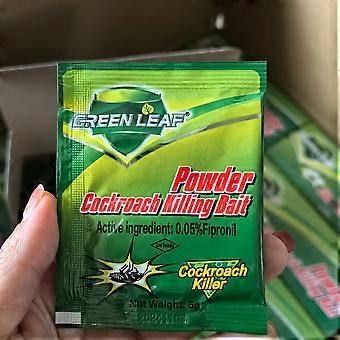 GREEN LEAF
Powder
Cockroach Killing Bait
Active ingredient: 0.05%Fipronil
Cockroach
Killer
Net Weight: 5g